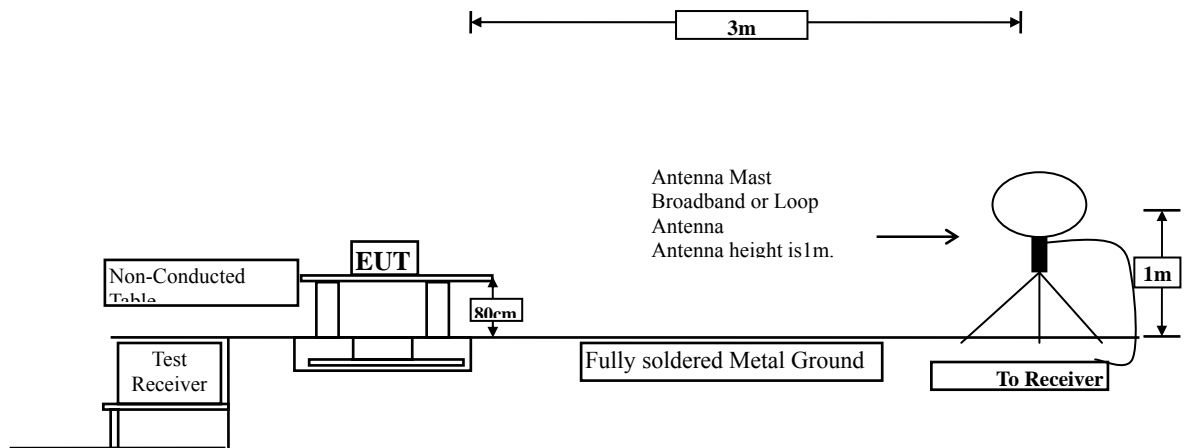 3m
Antenna Mast
Broadband or Loop
Antenna
Antenna height is1m.
EUT
Non-Conducted
Table
80cm
1m
Test
Receiver
Fully soldered Metal Ground
To Receiver